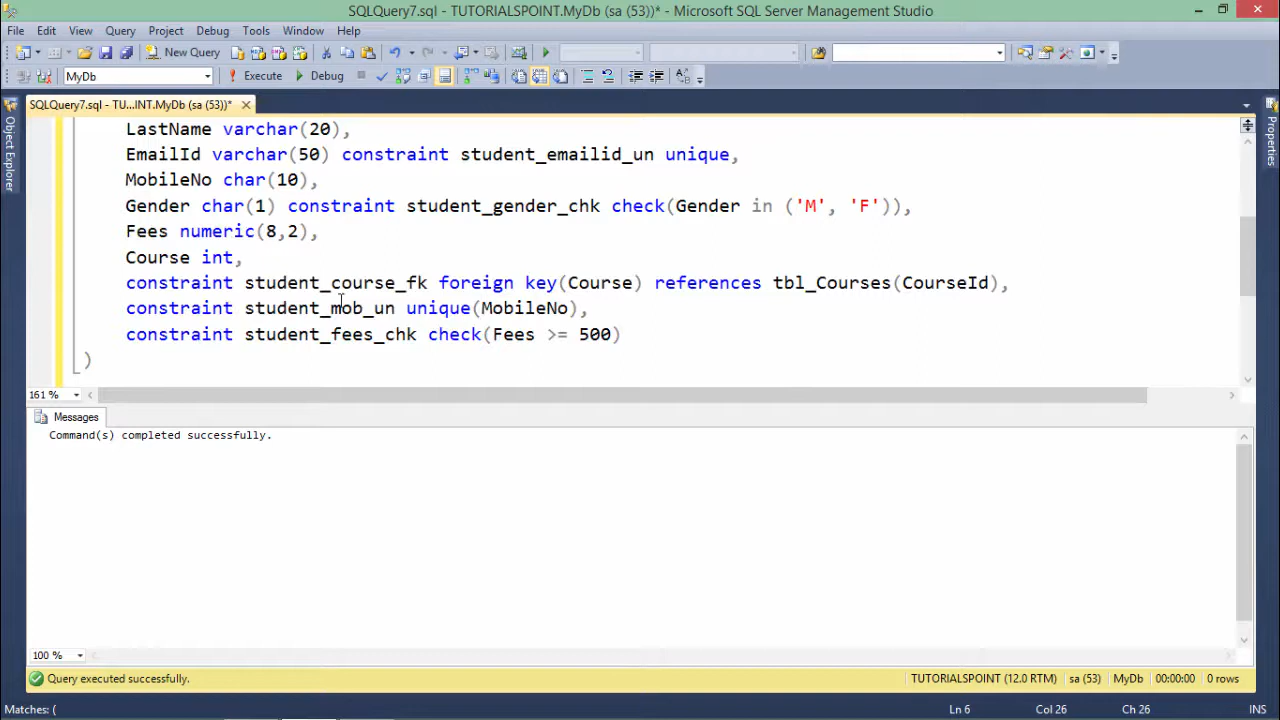 SQLQuery7.sql - TUTORIALSPOINT.MyDb (sa (53))* - Microsoft SQL Server Management Studio
File Edit View Query Project Debug Tools Window Help
New Query
MyDb Execute Debug
SQLQuery7.sql - TU...INT.MyDb (sa (53))*
Object Explorer
Properties
LastName varchar(20),
EmailId varchar(50) constraint student_emailid_un unique,
MobileNo char(10),
Gender char(1) constraint student_gender_chk check(Gender in ('M', 'F')),
Fees numeric(8,2),
Course int,
constraint student_course_fk foreign key(Course) references tbl_Courses(CourseId),
constraint student_mob_un unique(MobileNo),
constraint student_fees_chk check(Fees >= 500)
)
161 %
Messages
Command(s) completed successfully.
100 %
Query executed successfully. TUTORIALSPOINT (12.0 RTM) sa (53) MyDb 00:00:00 0 rows
Matches: ( Ln 6 Col 26 Ch 26 INS